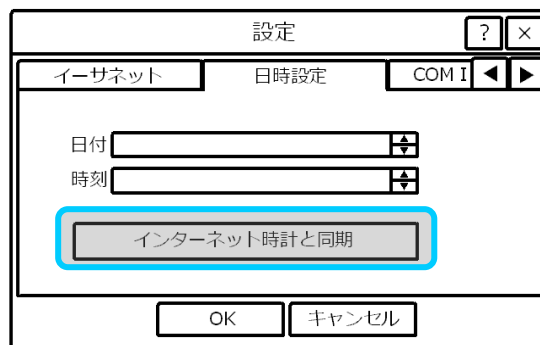 設定 ? ×
イーサネット 日時設定 COM I
日付
時刻
インターネット時計と同期
OK キャンセル